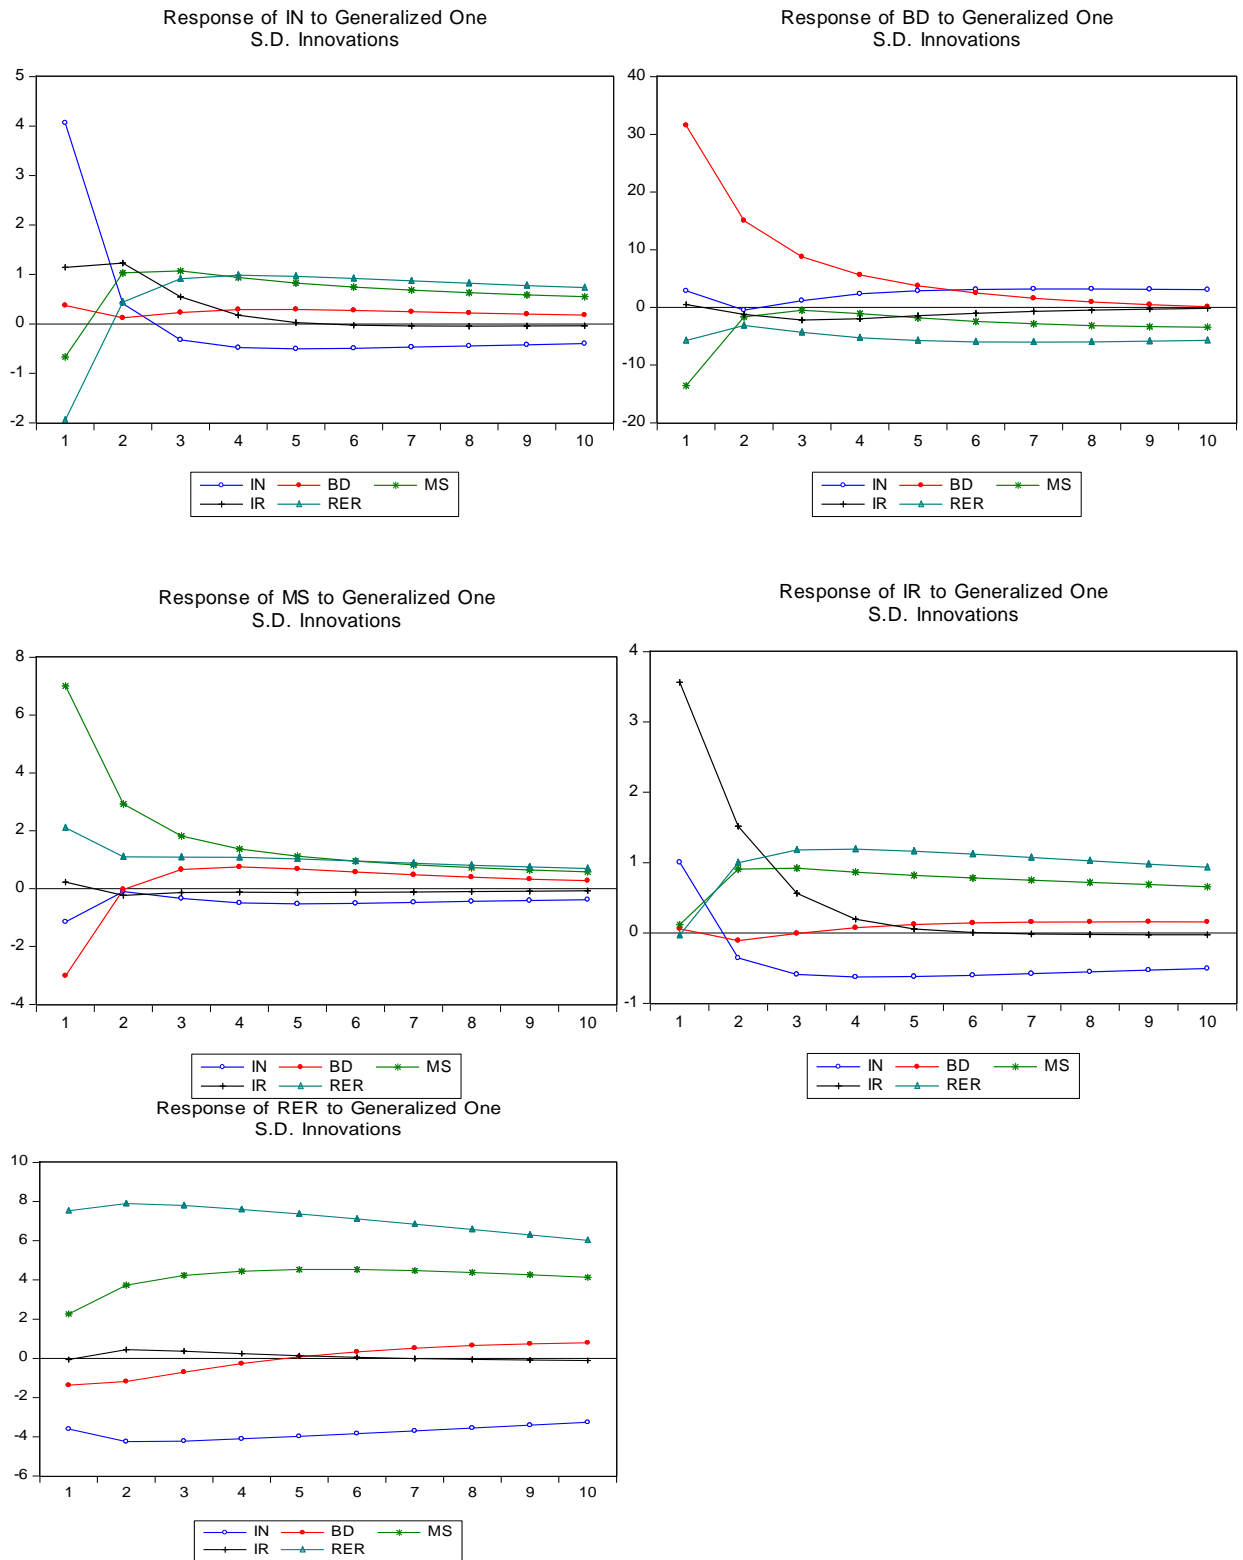 Response of IN to Generalized One
S.D. Innovations
5
4
3
2
1
0
-1
-2
1 2 3 4 5 6 7 8 9 10
IN BD MS
IR RER
Response of BD to Generalized One
S.D. Innovations
40
30
20
10
0
-10
-20
1 2 3 4 5 6 7 8 9 10
IN BD MS
IR RER
Response of MS to Generalized One
S.D. Innovations
8
6
4
2
0
-2
-4
1 2 3 4 5 6 7 8 9 10
IN BD MS
IR RER
Response of IR to Generalized One
S.D. Innovations
4
3
2
1
0
-1
1 2 3 4 5 6 7 8 9 10
IN BD MS
IR RER
Response of RER to Generalized One
S.D. Innovations
10
8
6
4
2
0
-2
-4
-6
1 2 3 4 5 6 7 8 9 10
IN BD MS
IR RER